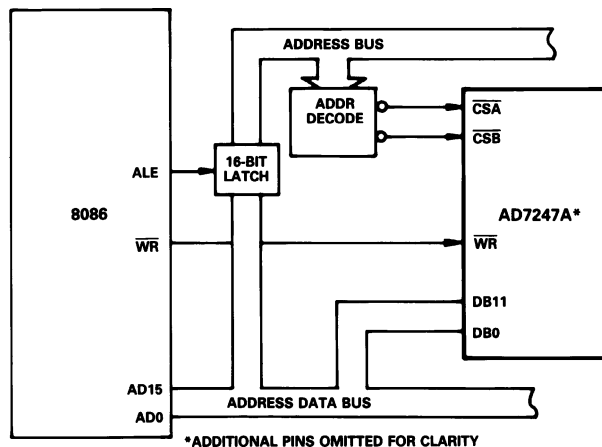 ADDRESS BUS
ADDR
DECODE
CSA
CSB
16-BIT
LATCH
ALE
8086
AD7247A*
WR
WR
DB11
DB0
AD15
ADDRESS DATA BUS
AD0
*ADDITIONAL PINS OMITTED FOR CLARITY